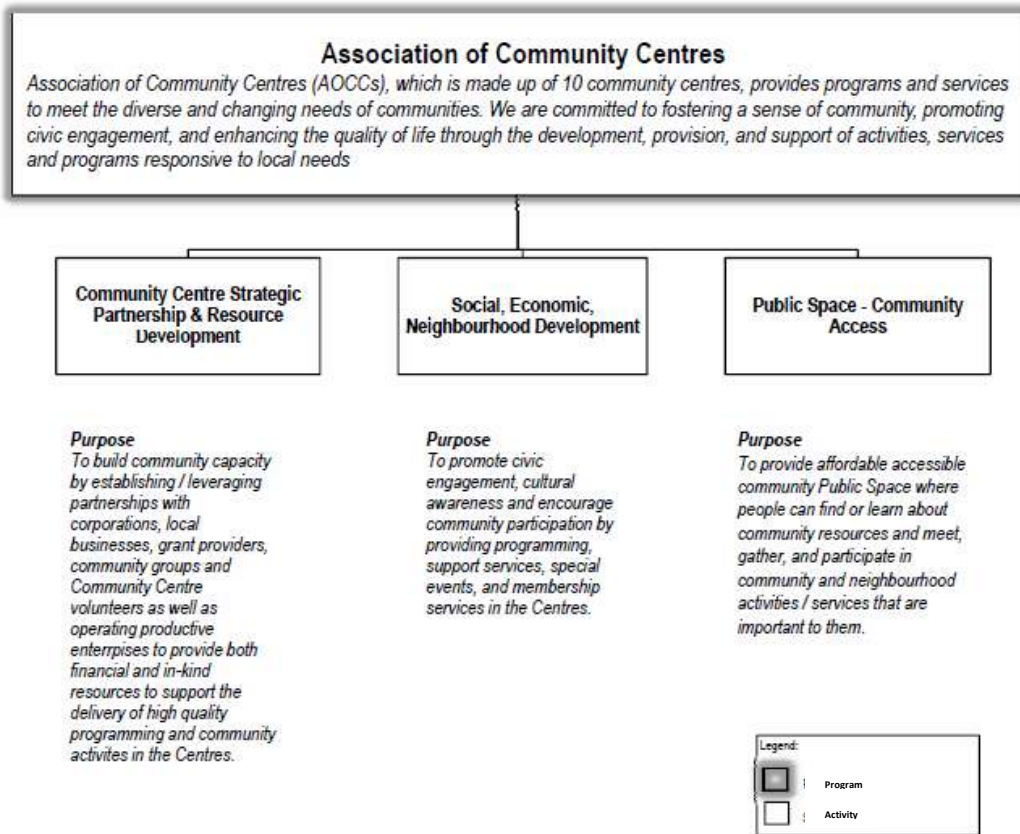 Association of Community Centres
Association of Community Centres (AOCCs), which is made up of 10 community centres, provides programs and services
to meet the diverse and changing needs of communities. We are committed to fostering a sense of community, promoting
civic engagement, and enhancing the quality of life through the development, provision, and support of activities, services
and programs responsive to local needs
Community Centre Strategic
Partnership & Resource
Development
Social, Economic,
Neighbourhood Development
Public Space - Community
Access
Purpose
To build community capacity
by establishing / leveraging
partnerships with
corporations, local
businesses, grant providers,
community groups and
Community Centre
volunteers as well as
operating productive
enterrpises to provide both
financial and in-kind
resources to support the
delivery of high quality
programming and community
activites in the Centres.
Purpose
To promote civic
engagement, cultural
awareness and encourage
community participation by
providing programming,
support services, special
events, and membership
services in the Centres.
Purpose
To provide affordable accessible
community Public Space where
people can find or learn about
community resources and meet,
gather, and participate in
community and neighbourhood
activities / services that are
important to them.
Legend:
Program
Activity